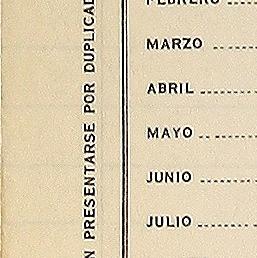 N PRESENTARSE POR DUPLICAD
FEBRERO
MARZO
ABRIL
MAYO
JUNIO
JULIO